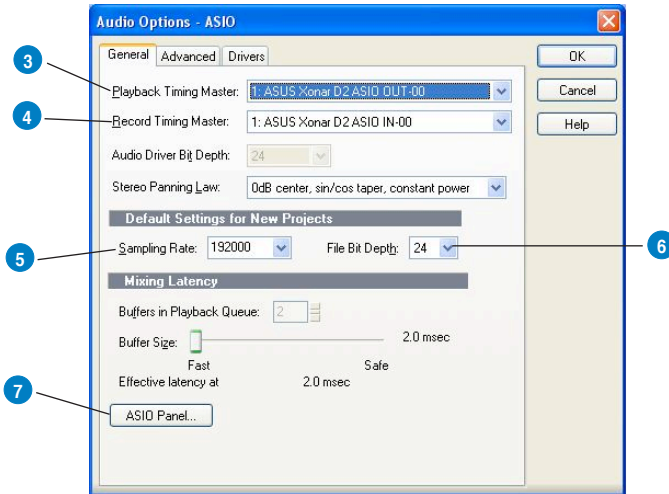 Audio Options - ASIO
General Advanced Drivers
OK
3
Playback Timing Master: 1: ASUS Xonar D2 ASIO OUT-00
Cancel
4
Record Timing Master: 1: ASUS Xonar D2 ASIO IN-00
Help
Audio Driver Bit Depth: 24
Stereo Panning Law: 0dB center, sin/cos taper, constant power
Default Settings for New Projects
5
Sampling Rate: 192000 File Bit Depth: 24
6
Mixing Latency
Buffers in Playback Queue: 2
Buffer Size: 2.0 msec
Fast Safe
Effective latency at 2.0 msec
7
ASIO Panel...